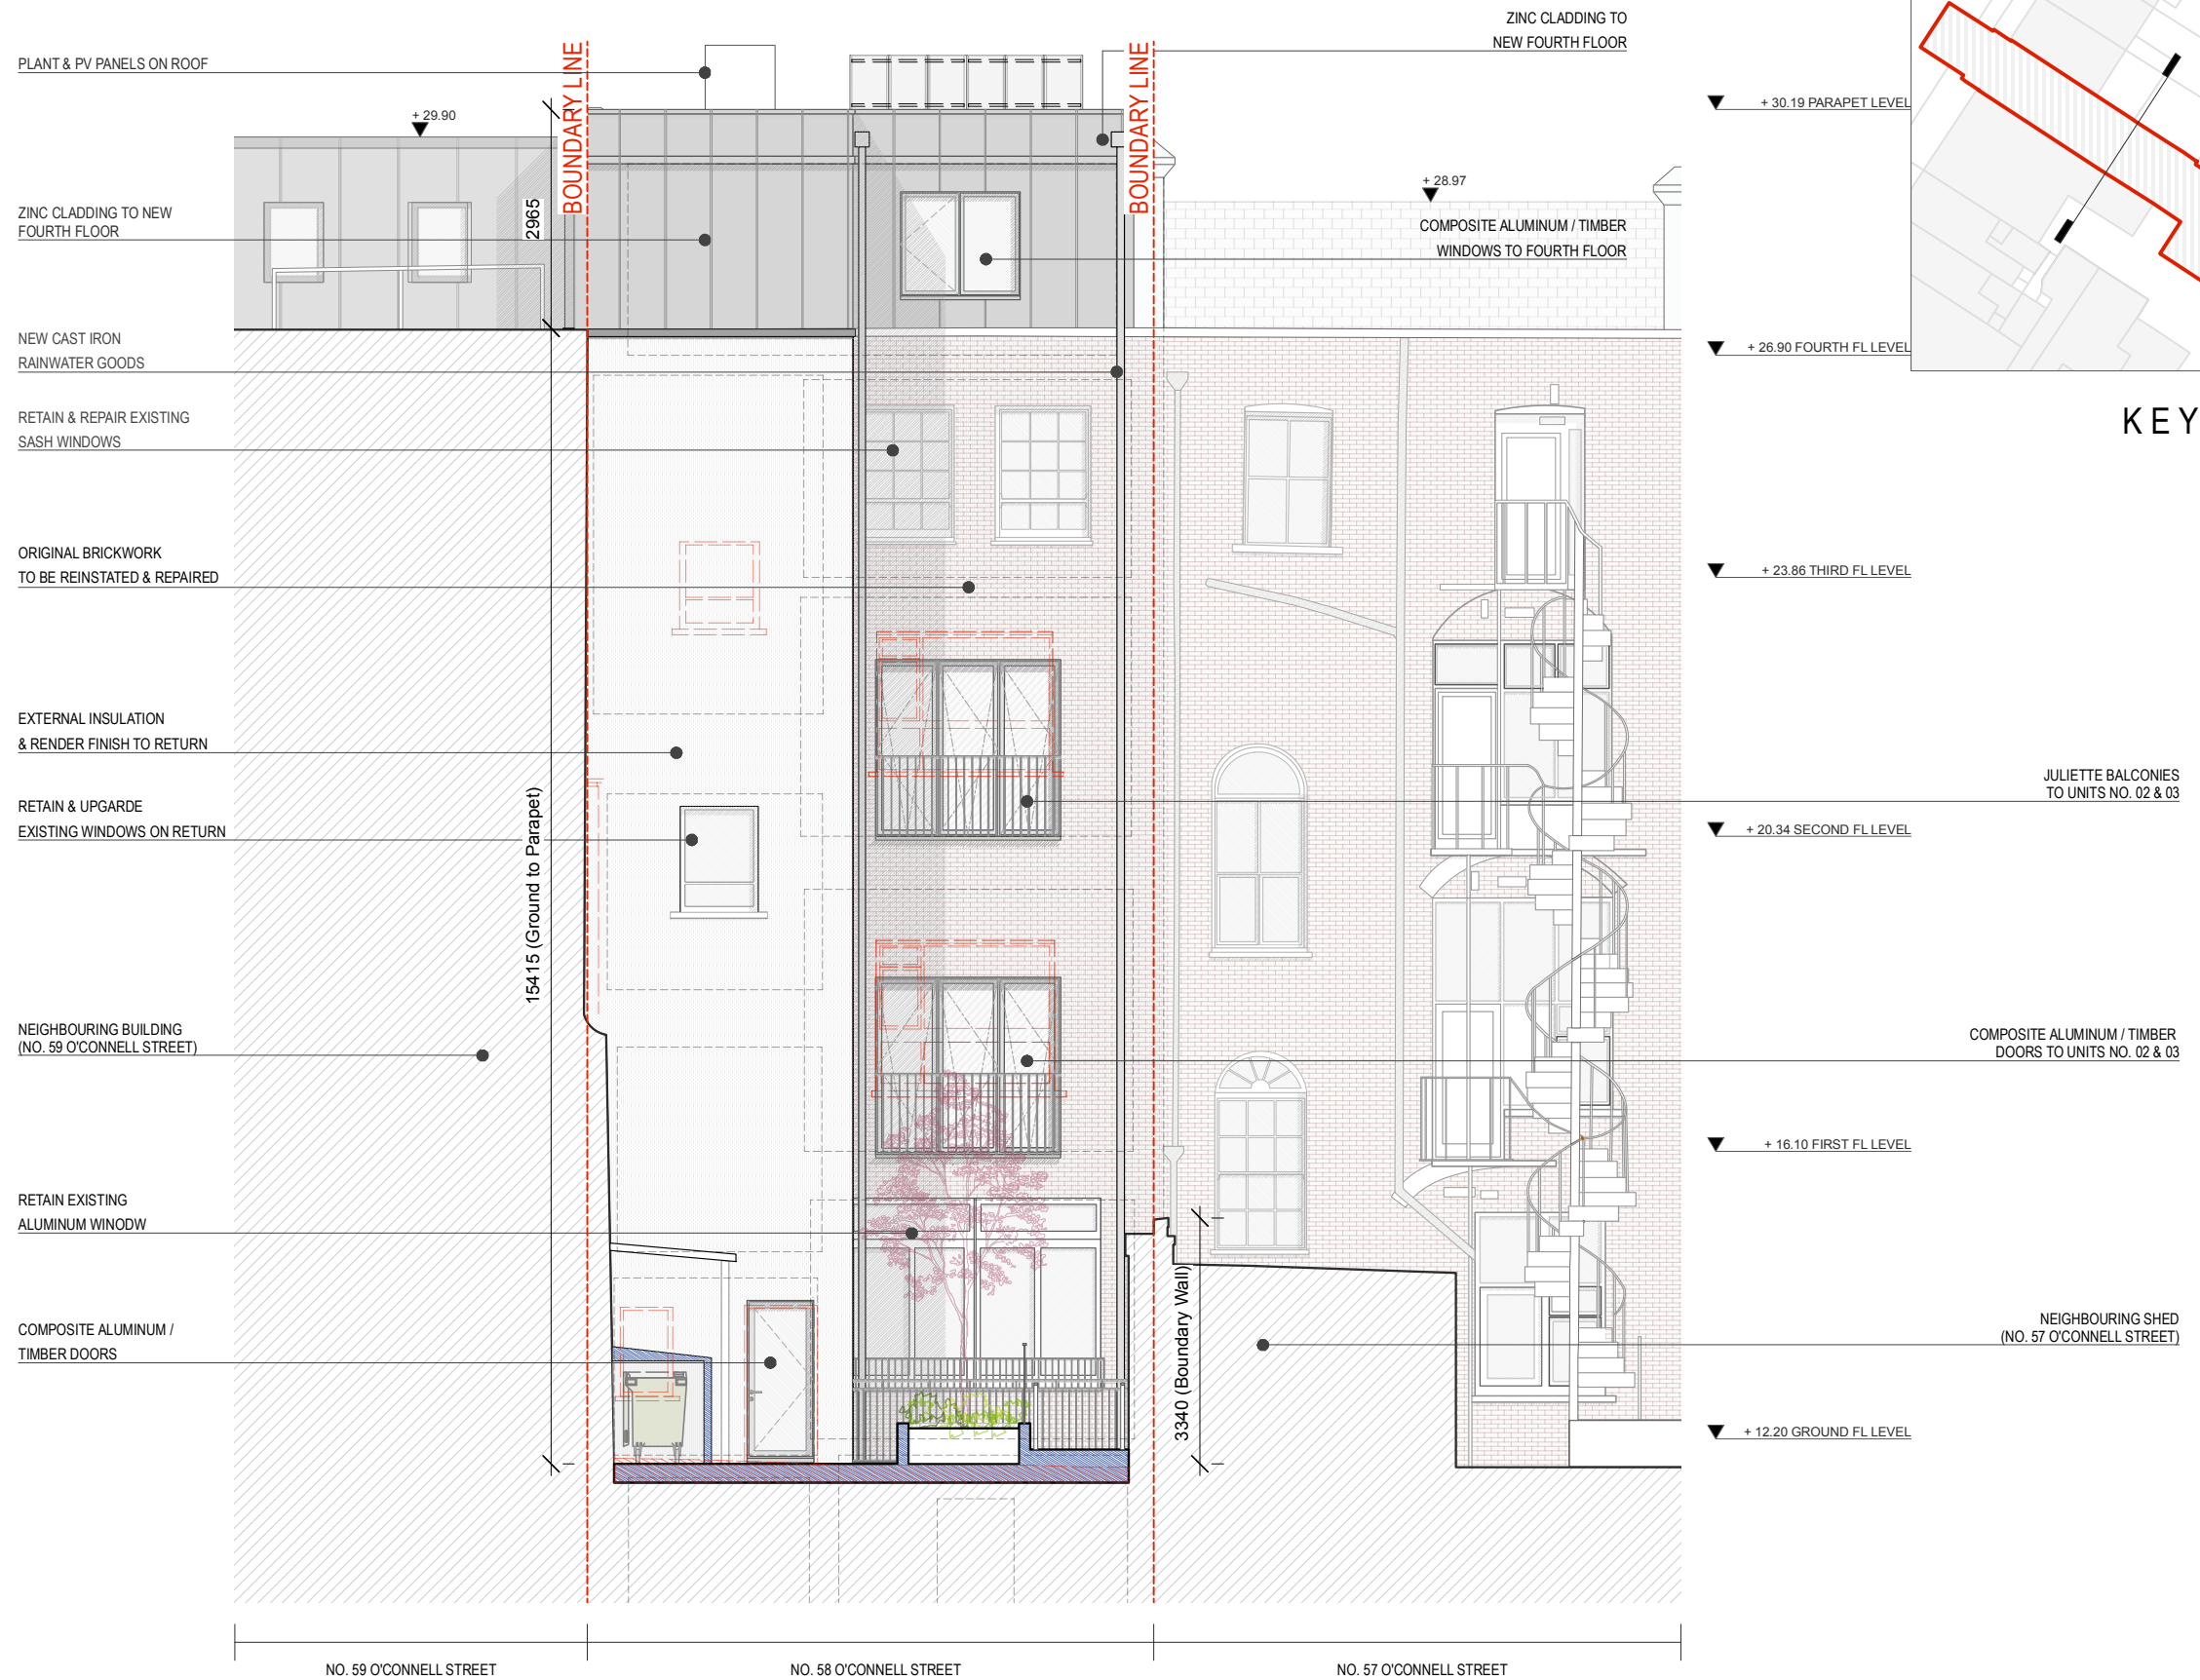 PLANT & PV PANELS ON ROOF
BOUNDARY LINE
BOUNDARY LINE
ZINC CLADDING TO
NEW FOURTH FLOOR
+ 29.90
+ 30.19 PARAPET LEVEL
ZINC CLADDING TO NEW
FOURTH FLOOR
2965
+ 28.97
COMPOSITE ALUMINUM / TIMBER
WINDOWS TO FOURTH FLOOR
NEW CAST IRON
RAINWATER GOODS
+ 26.90 FOURTH FL LEVEL
KEY
RETAIN & REPAIR EXISTING
SASH WINDOWS
ORIGINAL BRICKWORK
TO BE REINSTATED & REPAIRED
+ 23.86 THIRD FL LEVEL
EXTERNAL INSULATION
& RENDER FINISH TO RETURN
JULIETTE BALCONIES
TO UNITS NO. 02 & 03
RETAIN & UPGARDE
EXISTING WINDOWS ON RETURN
+ 20.34 SECOND FL LEVEL
15415 (Ground to Parapet)
NEIGHBOURING BUILDING
(NO. 59 O'CONNELL STREET)
COMPOSITE ALUMINUM / TIMBER
DOORS TO UNITS NO. 02 & 03
+ 16.10 FIRST FL LEVEL
RETAIN EXISTING
ALUMINUM WINODW
3340 (Boundary Wall)
COMPOSITE ALUMINUM /
TIMBER DOORS
NEIGHBOURING SHED
(NO. 57 O'CONNELL STREET)
+ 12.20 GROUND FL LEVEL
NO. 59 O'CONNELL STREET
NO. 58 O'CONNELL STREET
NO. 57 O'CONNELL STREET